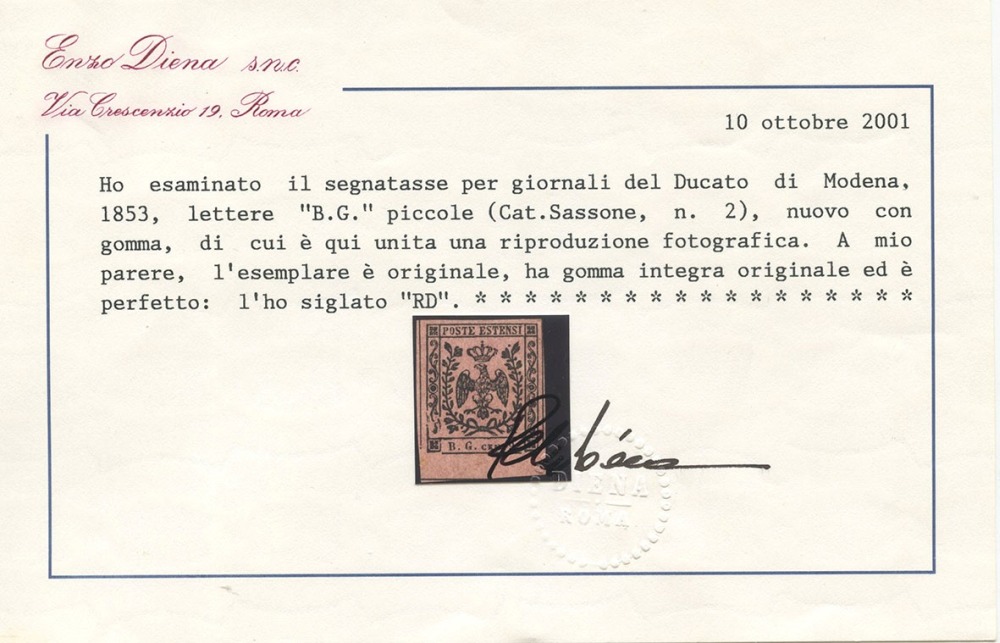 Enzo Diena s.n.c.
Via Crescenzio 19. Roma
10 ottobre 2001
Ho esaminato il segnatasse per giornali del Ducato di Modena,
1853, lettere "B.G." piccole (Cat.Sassone, n. 2), nuovo con
gomma, di cui è qui unita una riproduzione fotografica. A mio
parere, l'esemplare è originale, ha gomma integra originale ed è
perfetto: l'ho siglato "RD". * * * * * * * * * * * * * * * * * *
POSTE ESTENSI
B. G.
DIENA
ROMA